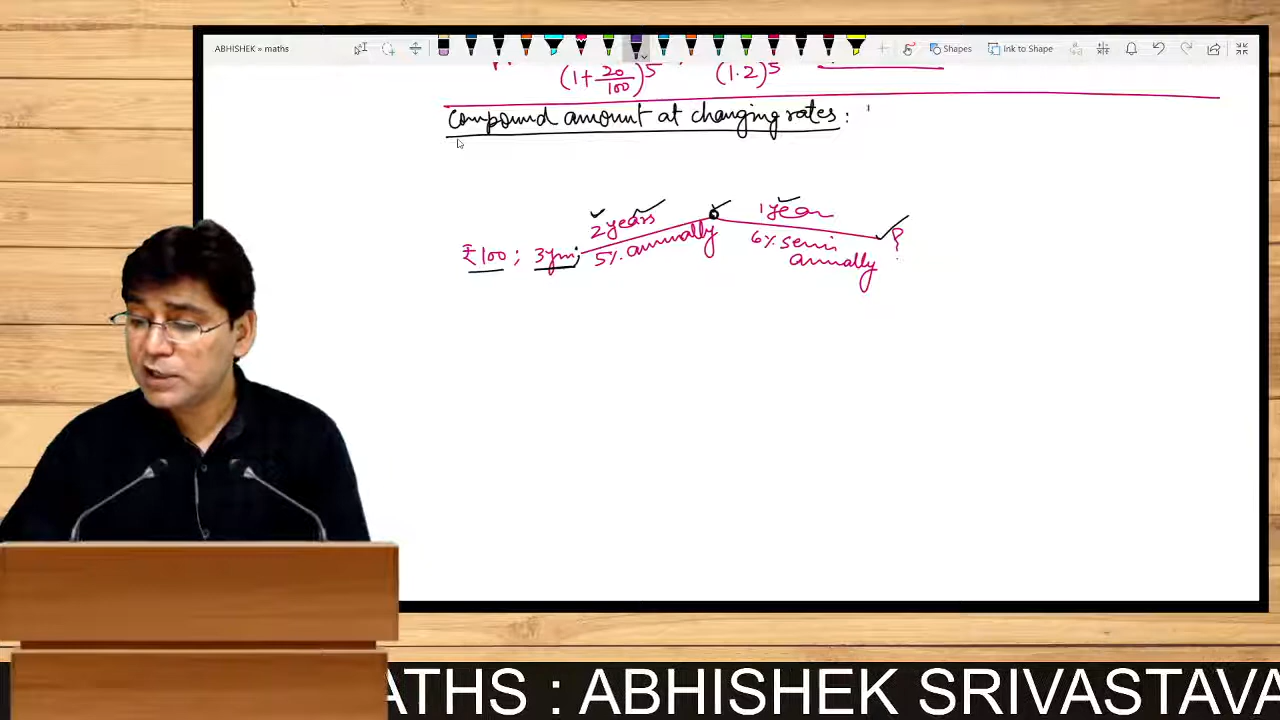 ABHISHEK » maths
Shapes
Ink to Shape
(1+20/100)^5
(1.2)^5
Compound amount at changing rates :
2 years
1 year
₹100 ; 3 yrs ;
5% annually
6% semi
annually
?
MATHS : ABHISHEK SRIVASTAVA